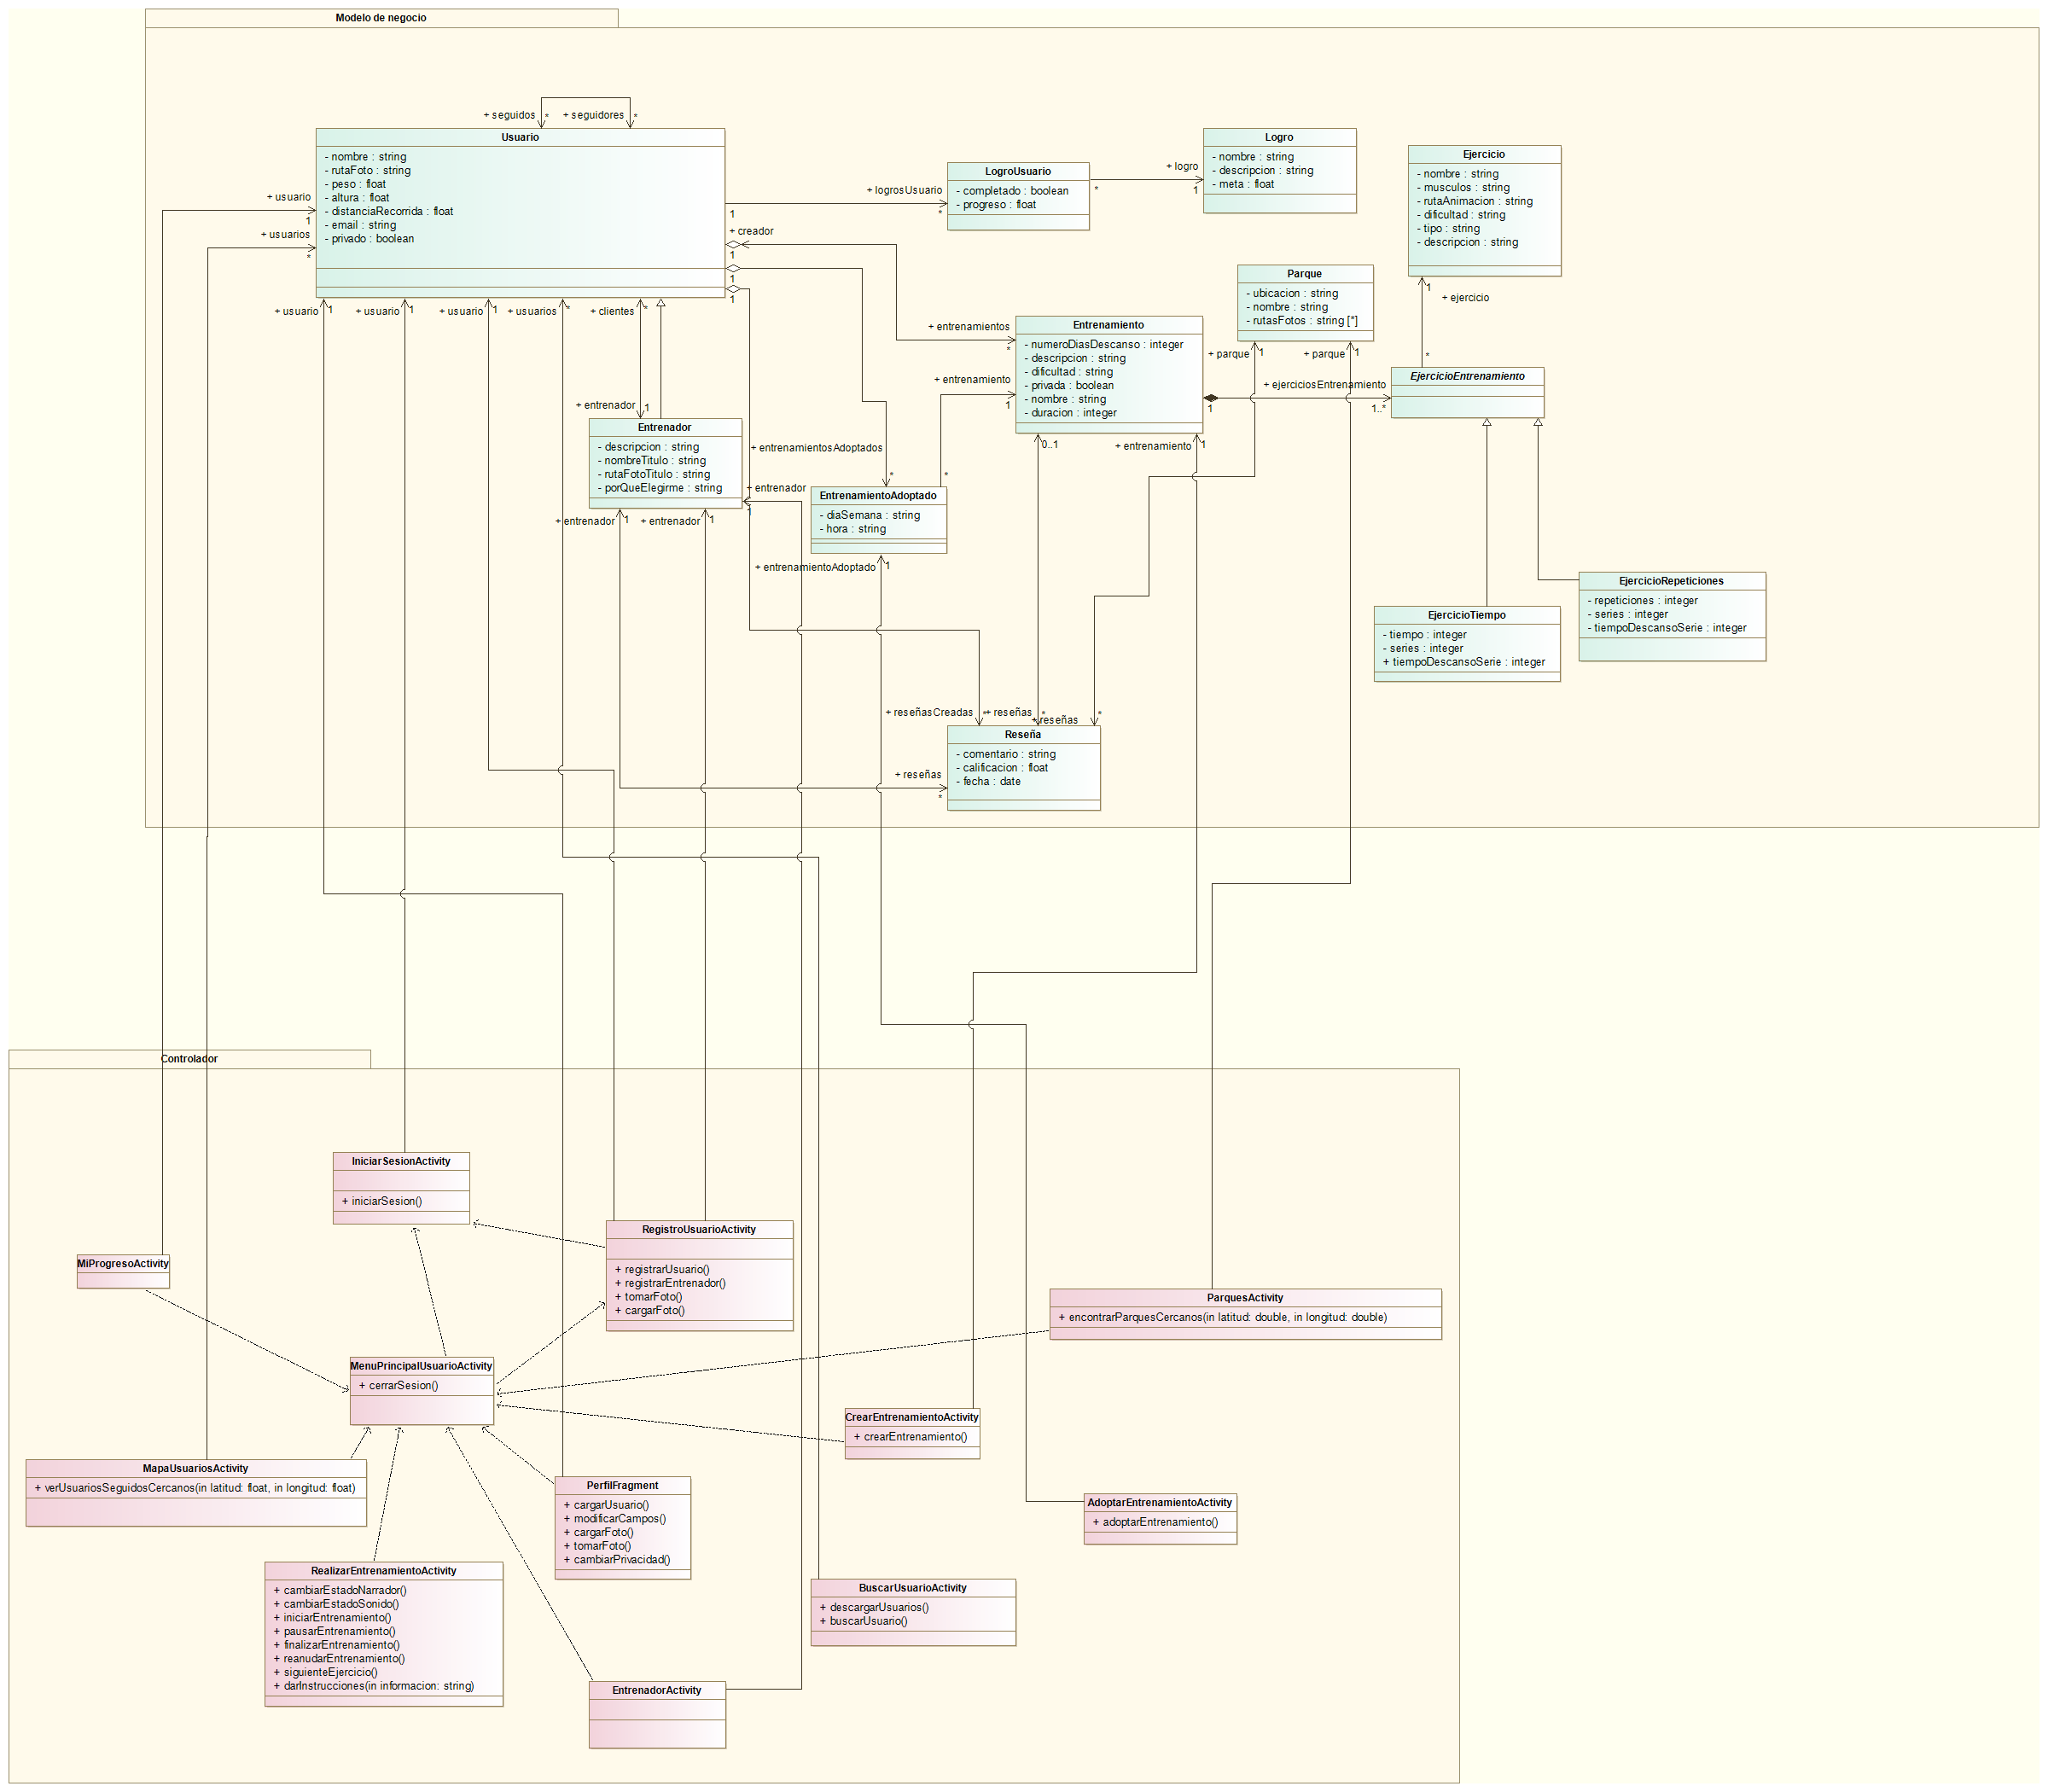 Modelo de negocio
+ seguidos
*
+ seguidores
*
Usuario
- nombre : string
- rutaFoto : string
- peso : float
- altura : float
- distanciaRecorrida : float
- email : string
- privado : boolean
+ usuario
1
+ usuarios
*
1
+ logrosUsuario
*
LogroUsuario
- completado : boolean
- progreso : float
*
+ logro
1
Logro
- nombre : string
- descripcion : string
- meta : float
Ejercicio
- nombre : string
- musculos : string
- rutaAnimacion : string
- dificultad : string
- tipo : string
- descripcion : string
1
+ ejercicio
*
+ creador
1
1
1
Parque
- ubicacion : string
- nombre : string
- rutasFotos : string [*]
+ parque
1
+ parque
1
+ usuario
1
+ usuario
1
+ usuario
1
+ usuarios
*
+ clientes
*
+ entrenamientos
*
+ entrenamiento
1
Entrenamiento
- numeroDiasDescanso : integer
- descripcion : string
- dificultad : string
- privada : boolean
- nombre : string
- duracion : integer
1
+ ejerciciosEntrenamiento
1..*
EjercicioEntrenamiento
+ entrenador
1
Entrenador
- descripcion : string
- nombreTitulo : string
- rutaFotoTitulo : string
- porQueElegirme : string
+ entrenamientosAdoptados
*
*
0..1
+ entrenamiento
1
+ entrenador
1
+ entrenador
1
+ entrenador
1
EntrenamientoAdoptado
- diaSemana : string
- hora : string
+ entrenamientoAdoptado
1
EjercicioTiempo
- tiempo : integer
- series : integer
+ tiempoDescansoSerie : integer
EjercicioRepeticiones
- repeticiones : integer
- series : integer
- tiempoDescansoSerie : integer
+ reseñasCreadas
*
+ reseñas
*
+ reseñas
*
+ reseñas
*
Reseña
- comentario : string
- calificacion : float
- fecha : date
Controlador
IniciarSesionActivity
+ iniciarSesion()
RegistroUsuarioActivity
+ registrarUsuario()
+ registrarEntrenador()
+ tomarFoto()
+ cargarFoto()
MiProgresoActivity
ParquesActivity
+ encontrarParquesCercanos(in latitud: double, in longitud: double)
MenuPrincipalUsuarioActivity
+ cerrarSesion()
CrearEntrenamientoActivity
+ crearEntrenamiento()
MapaUsuariosActivity
+ verUsuariosSeguidosCercanos(in latitud: float, in longitud: float)
PerfilFragment
+ cargarUsuario()
+ modificarCampos()
+ cargarFoto()
+ tomarFoto()
+ cambiarPrivacidad()
AdoptarEntrenamientoActivity
+ adoptarEntrenamiento()
RealizarEntrenamientoActivity
+ cambiarEstadoNarrador()
+ cambiarEstadoSonido()
+ iniciarEntrenamiento()
+ pausarEntrenamiento()
+ finalizarEntrenamiento()
+ reanudarEntrenamiento()
+ siguienteEjercicio()
+ darInstrucciones(in informacion: string)
BuscarUsuarioActivity
+ descargarUsuarios()
+ buscarUsuario()
EntrenadorActivity